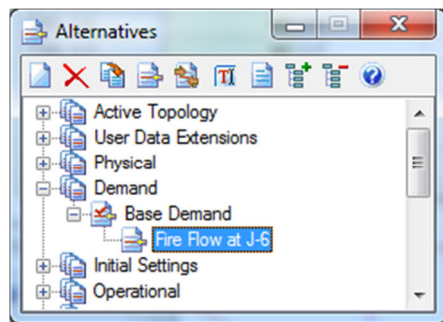 Alternatives
Active Topology
User Data Extensions
Physical
Demand
Base Demand
Fire Flow at J-6
Initial Settings
Operational